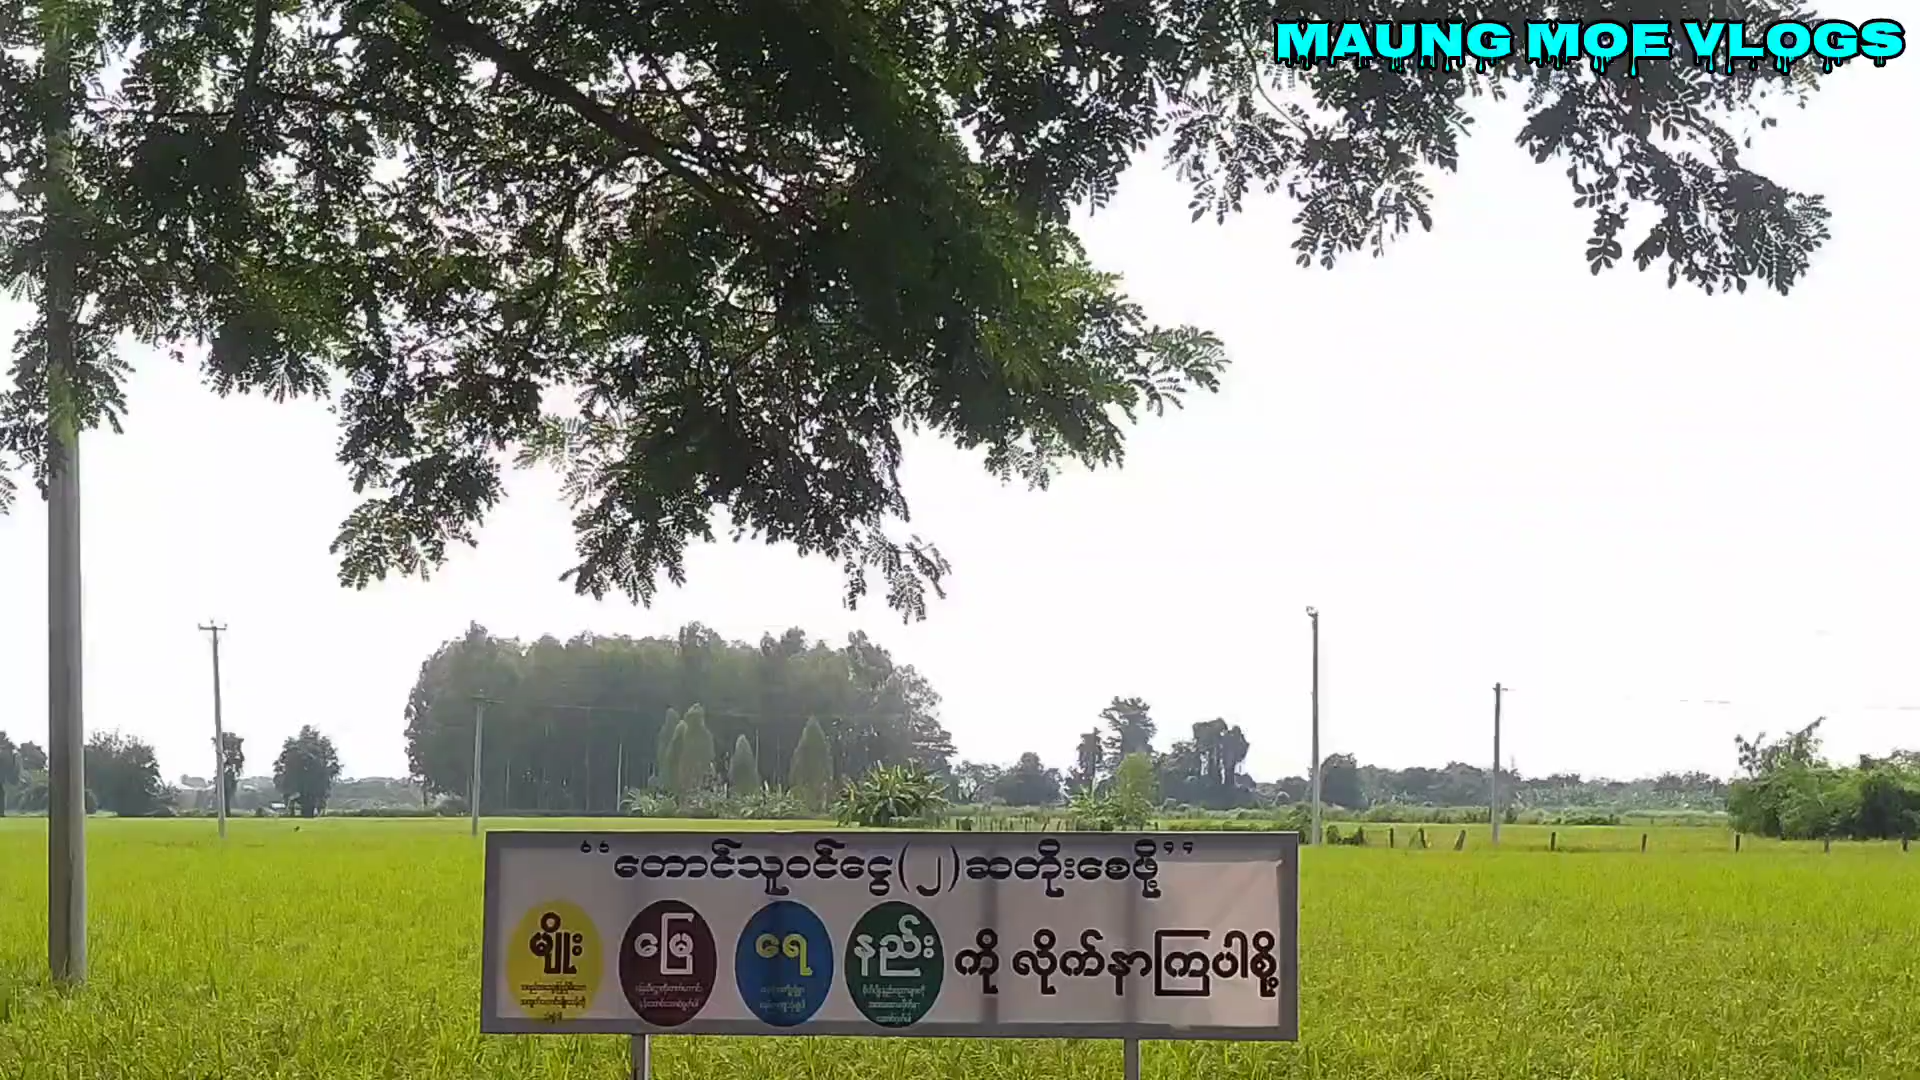 MAUNG MOE VLOGS
“တောင်သူဝင်ငွေ(၂)ဆတိုးစေဖို့”
မျိုး မြေ ရေ နည်း ကို လိုက်နာကြပါစို့